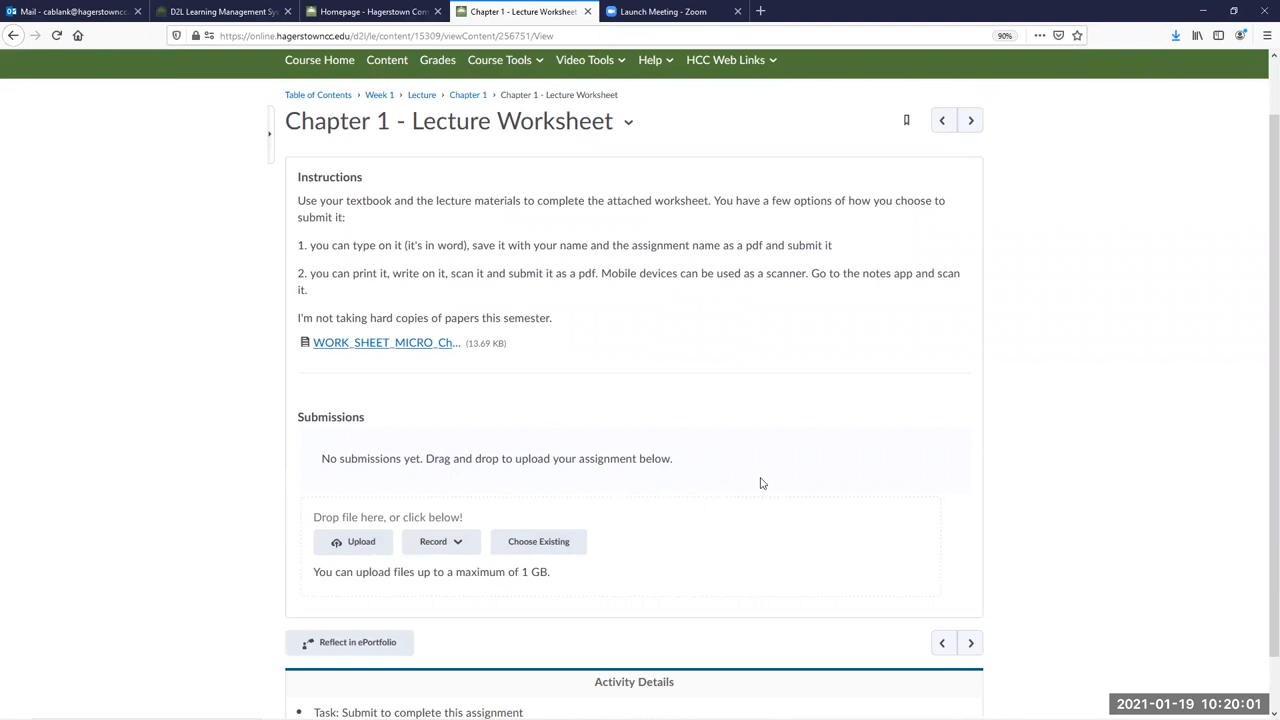 Mail - cablank@hagerstowncc.ed
D2L Learning Management Sys
Homepage - Hagerstown Com
Chapter 1 - Lecture Worksheet
Launch Meeting - Zoom
https://online.hagerstowncc.edu/d2l/le/content/15309/viewContent/256751/View
90%
Course Home
Content
Grades
Course Tools
Video Tools
Help
HCC Web Links
Table of Contents › Week 1 › Lecture › Chapter 1 › Chapter 1 - Lecture Worksheet
Chapter 1 - Lecture Worksheet
Instructions
Use your textbook and the lecture materials to complete the attached worksheet. You have a few options of how you choose to
submit it:
1. you can type on it (it's in word), save it with your name and the assignment name as a pdf and submit it
2. you can print it, write on it, scan it and submit it as a pdf. Mobile devices can be used as a scanner. Go to the notes app and scan
it.
I'm not taking hard copies of papers this semester.
WORK_SHEET_MICRO_Ch... (13.69 KB)
Submissions
No submissions yet. Drag and drop to upload your assignment below.
Drop file here, or click below!
Upload
Record
Choose Existing
You can upload files up to a maximum of 1 GB.
Reflect in ePortfolio
Activity Details
Task: Submit to complete this assignment
2021-01-19 10:20:01